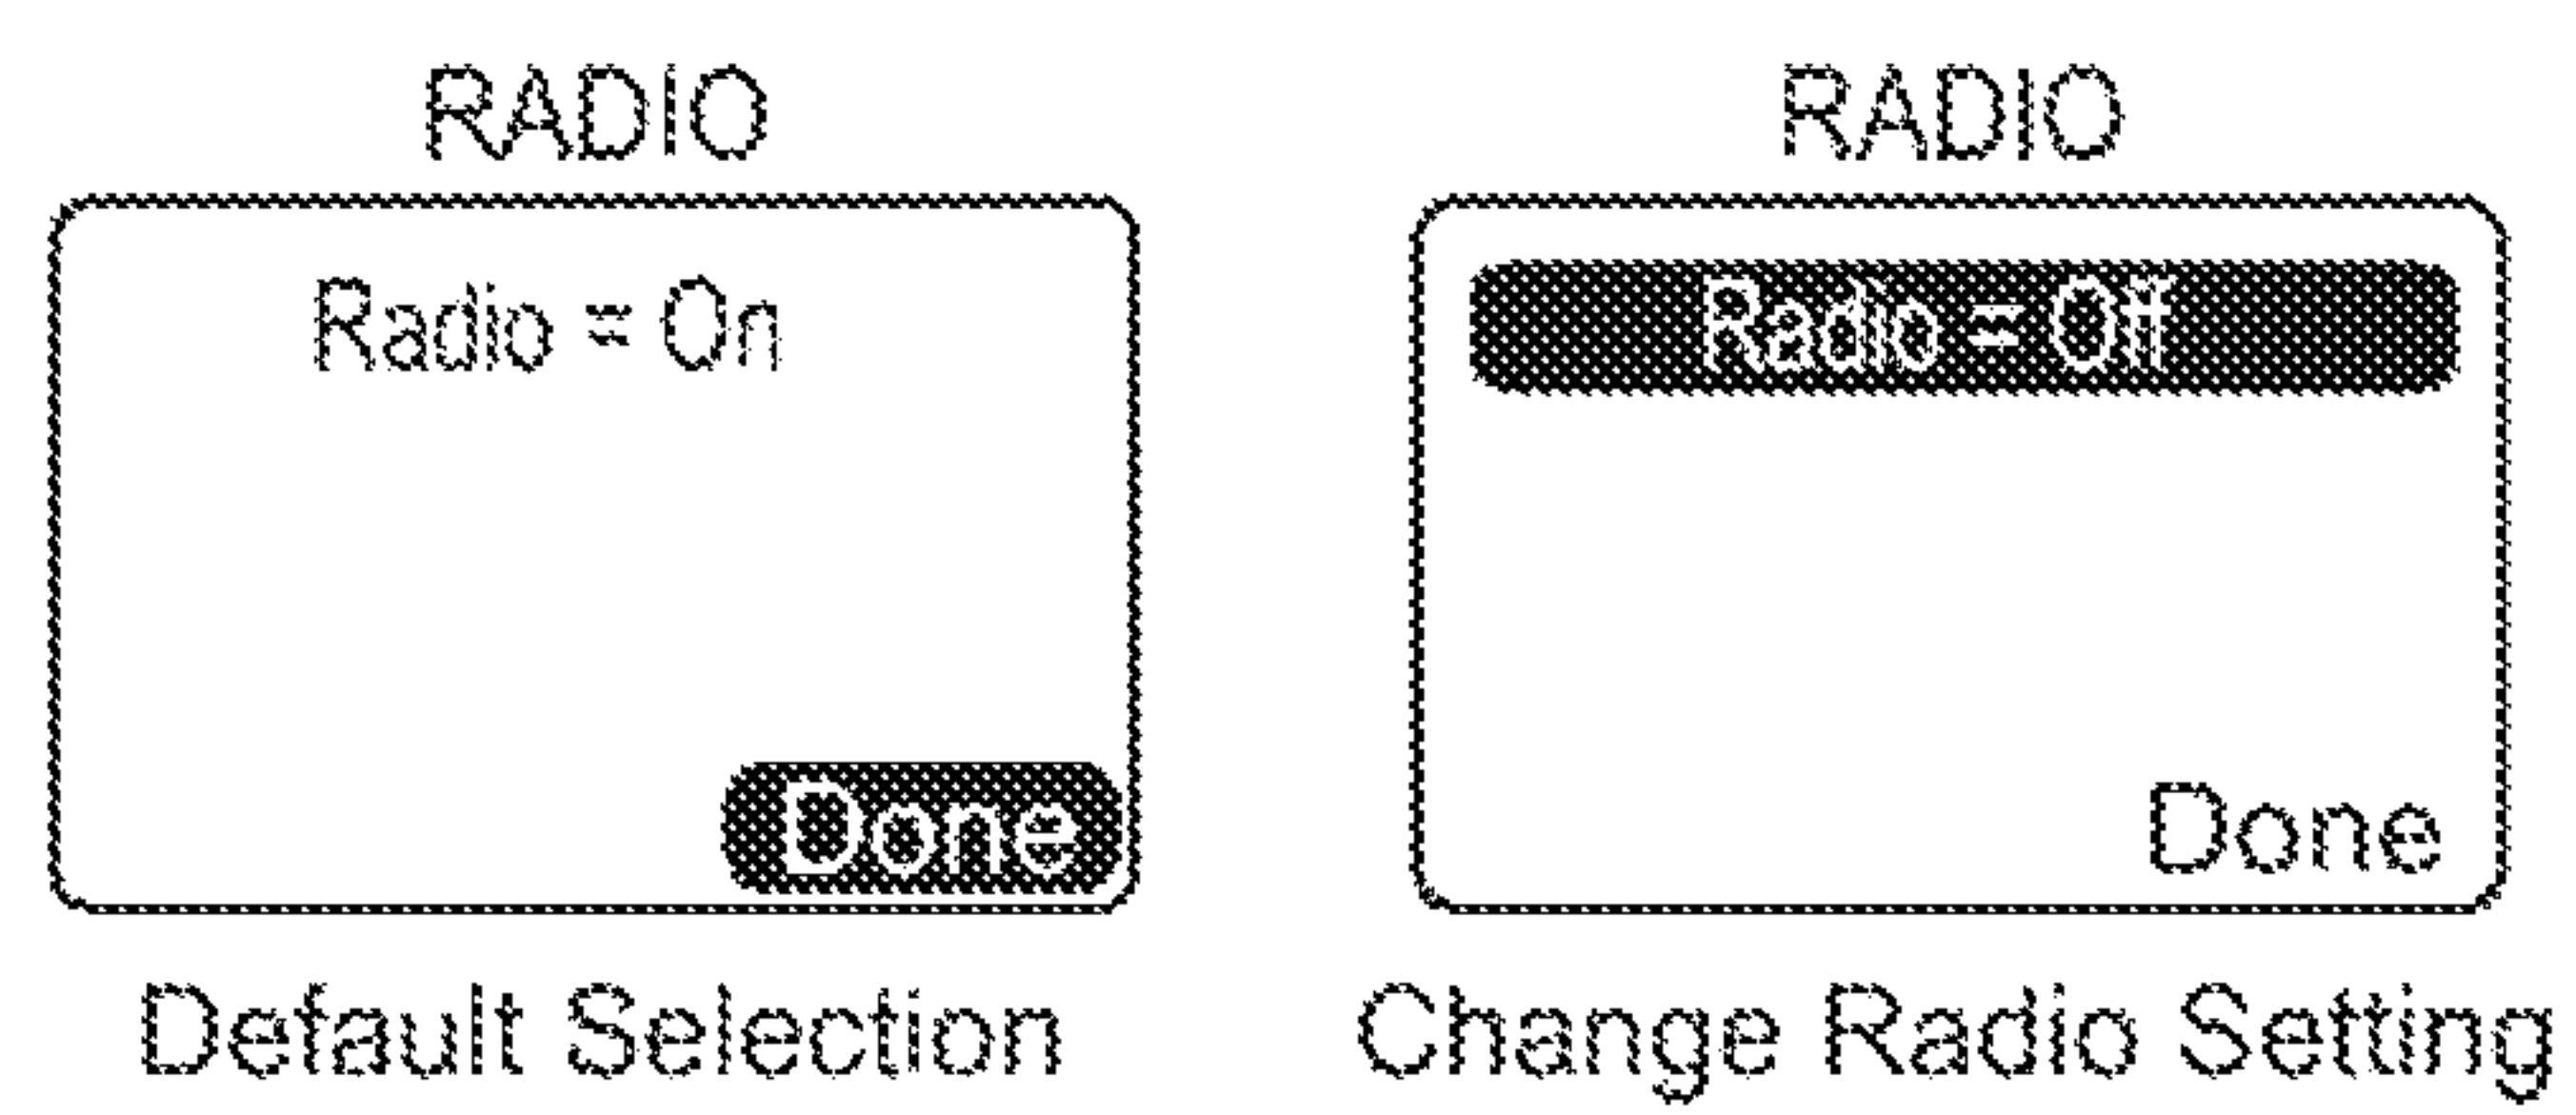 RADIO
Radio = On
Done
Default Selection
RADIO
Radio = Off
Done
Change Radio Setting